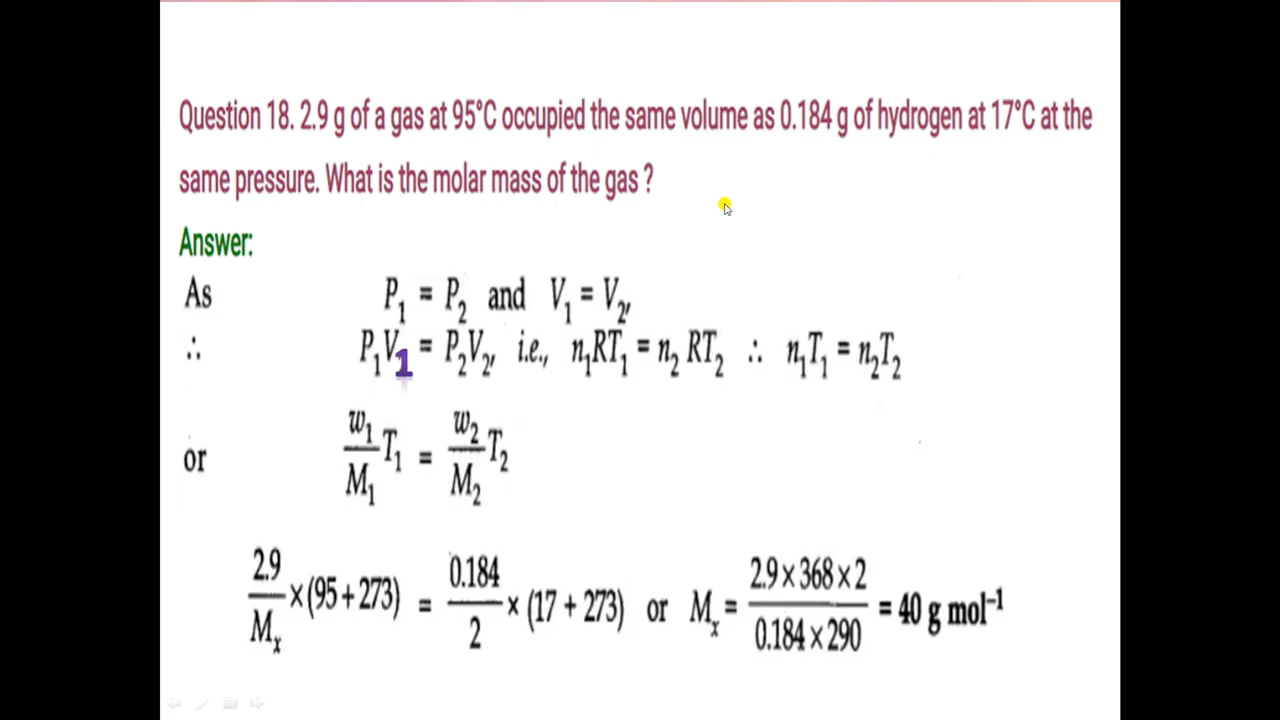 Question 18. 2.9 g of a gas at 95°C occupied the same volume as 0.184 g of hydrogen at 17°C at the
same pressure. What is the molar mass of the gas ?
Answer:
As P₁ = P₂ and V₁ = V₂,
∴ P₁V₁ = P₂V₂, i.e., n₁RT₁ = n₂ RT₂ ∴ n₁T₁ = n₂T₂
or w₁/M₁ T₁ = w₂/M₂ T₂
2.9/Mₓ × (95 + 273) = 0.184/2 × (17 + 273) or Mₓ = 2.9 × 368 × 2 / 0.184 × 290 = 40 g mol⁻¹